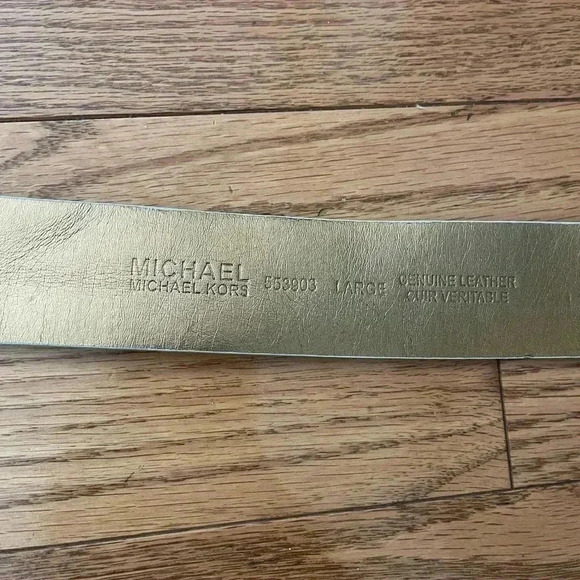 MICHAEL
MICHAEL KORS
553903
LARGE
GENUINE LEATHER
CUIR VERITABLE